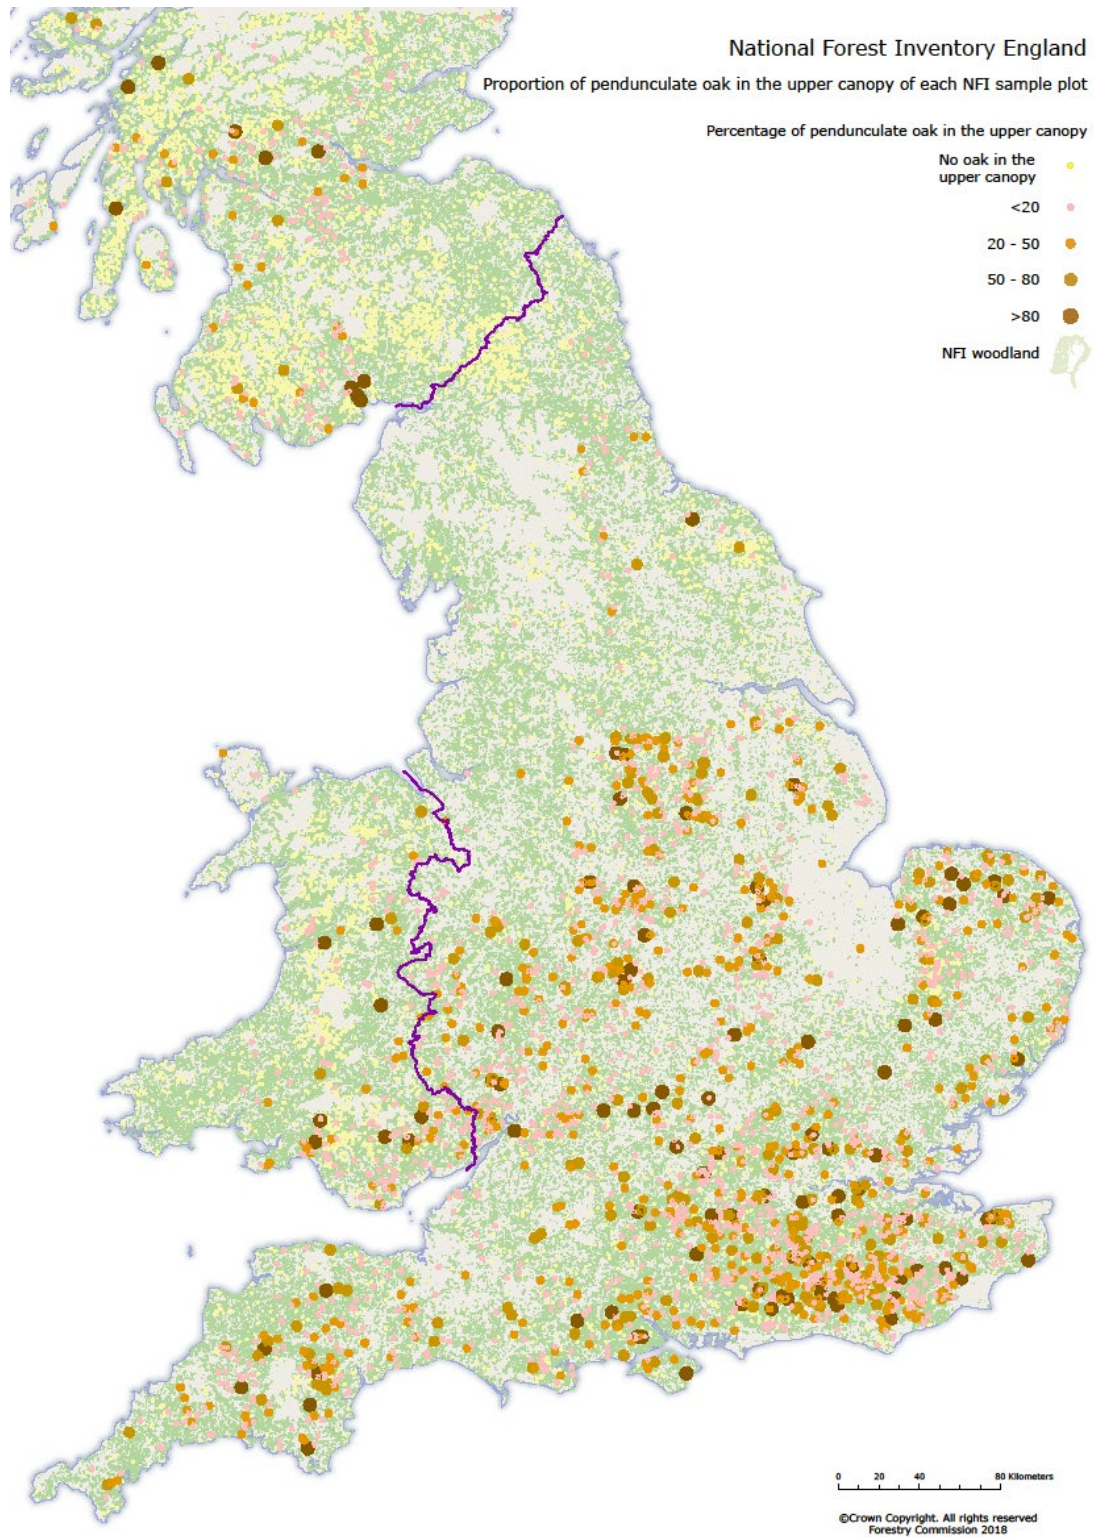 National Forest Inventory England
Proportion of pendunculate oak in the upper canopy of each NFI sample plot
Percentage of pendunculate oak in the upper canopy
No oak in the
upper canopy
<20
20 - 50
50 - 80
>80
NFI woodland
0 20 40 80 Kilometers
©Crown Copyright. All rights reserved
Forestry Commission 2018